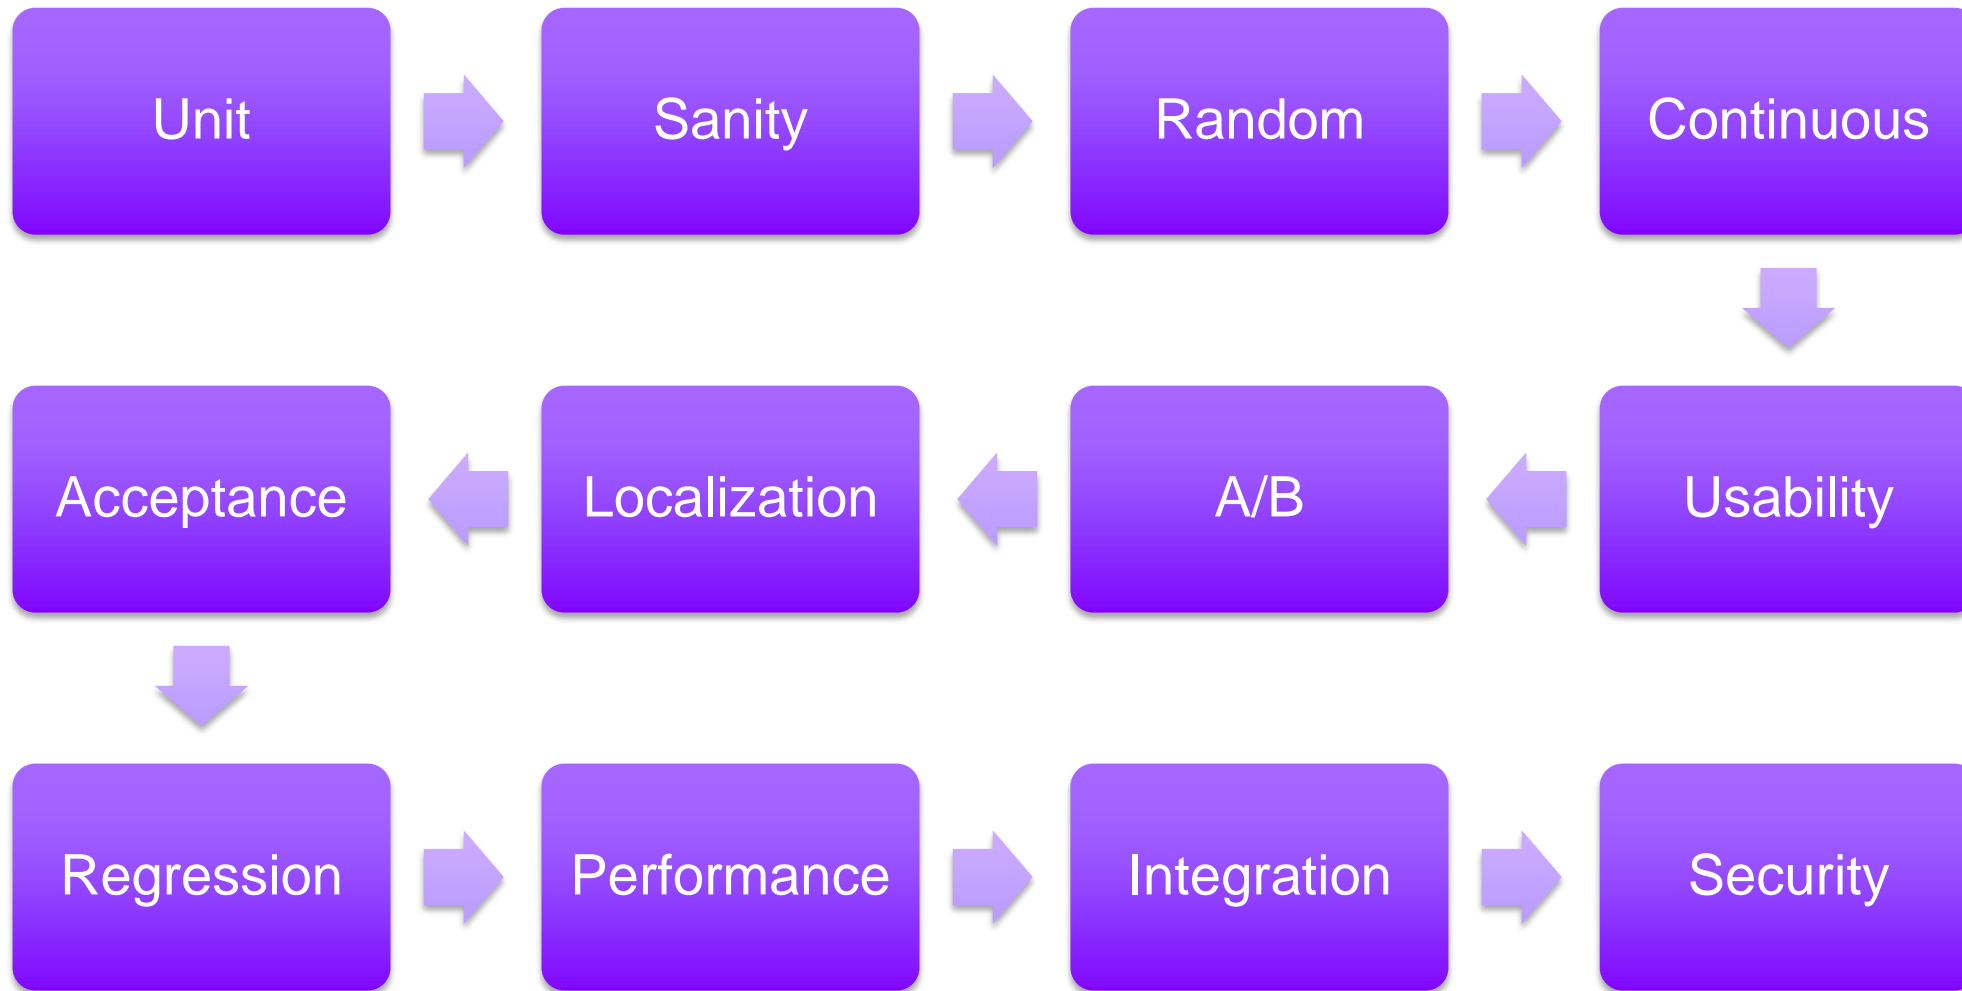 Unit
Sanity
Random
Continuous
Usability
A/B
Localization
Acceptance
Regression
Performance
Integration
Security